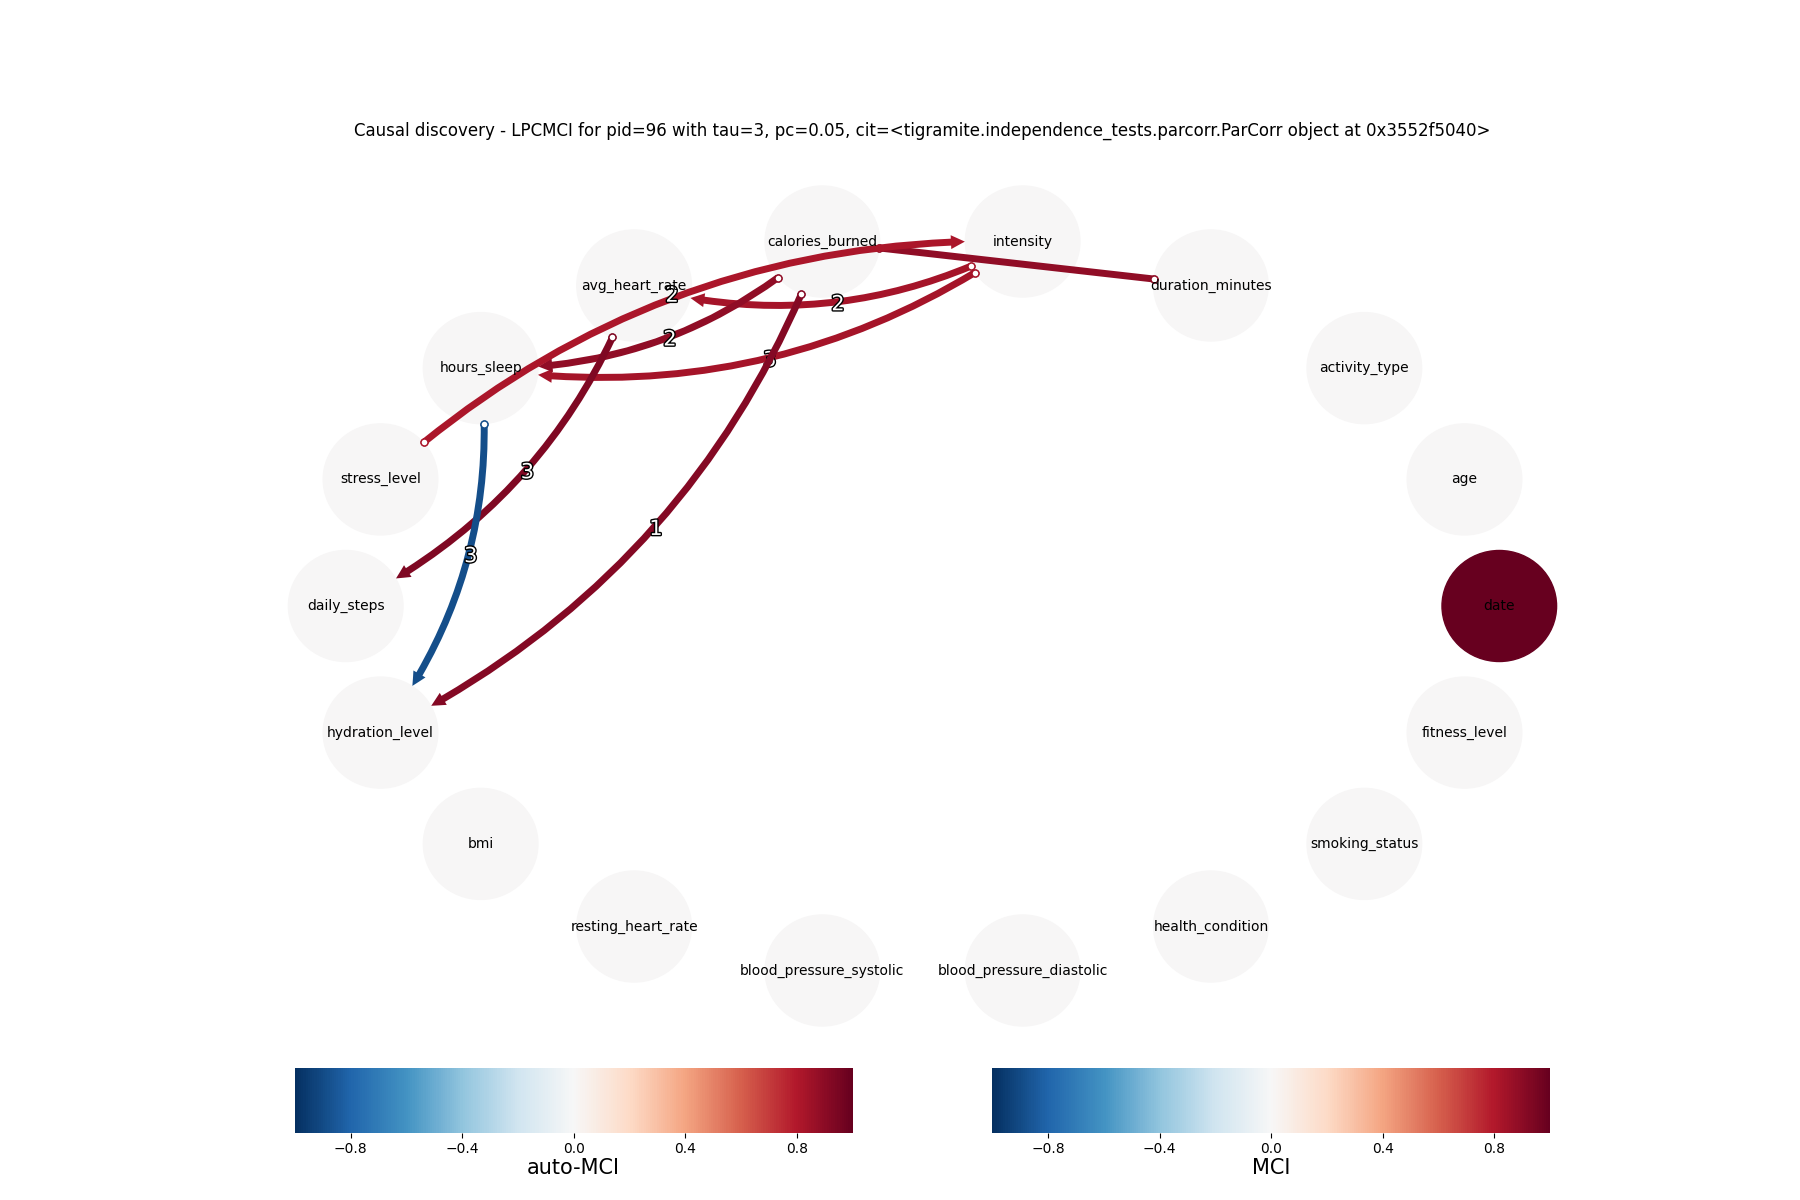 Causal discovery - LPCMCI for pid=96 with tau=3, pc=0.05, cit=<tigramite.independence_tests.parcorr.ParCorr object at 0x3552f5040>
calories_burned
intensity
avg_heart_rate
duration_minutes
2
2
2
3
hours_sleep
activity_type
3
stress_level
age
1
3
daily_steps
date
hydration_level
fitness_level
bmi
smoking_status
resting_heart_rate
health_condition
blood_pressure_systolic
blood_pressure_diastolic
−0.8 −0.4 0.0 0.4 0.8
auto-MCI
−0.8 −0.4 0.0 0.4 0.8
MCI